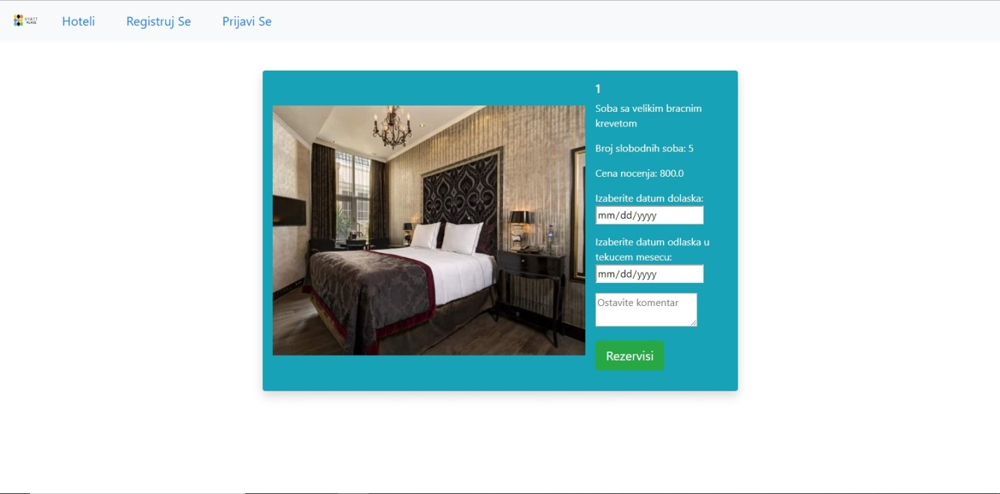 HYATT
PLACE
Hoteli
Registruj Se
Prijavi Se
1
Soba sa velikim bracnim
krevetom
Broj slobodnih soba: 5
Cena nocenja: 800.0
Izaberite datum dolaska:
mm/dd/yyyy
Izaberite datum odlaska u
tekucem mesecu:
mm/dd/yyyy
Ostavite komentar
Rezervisi